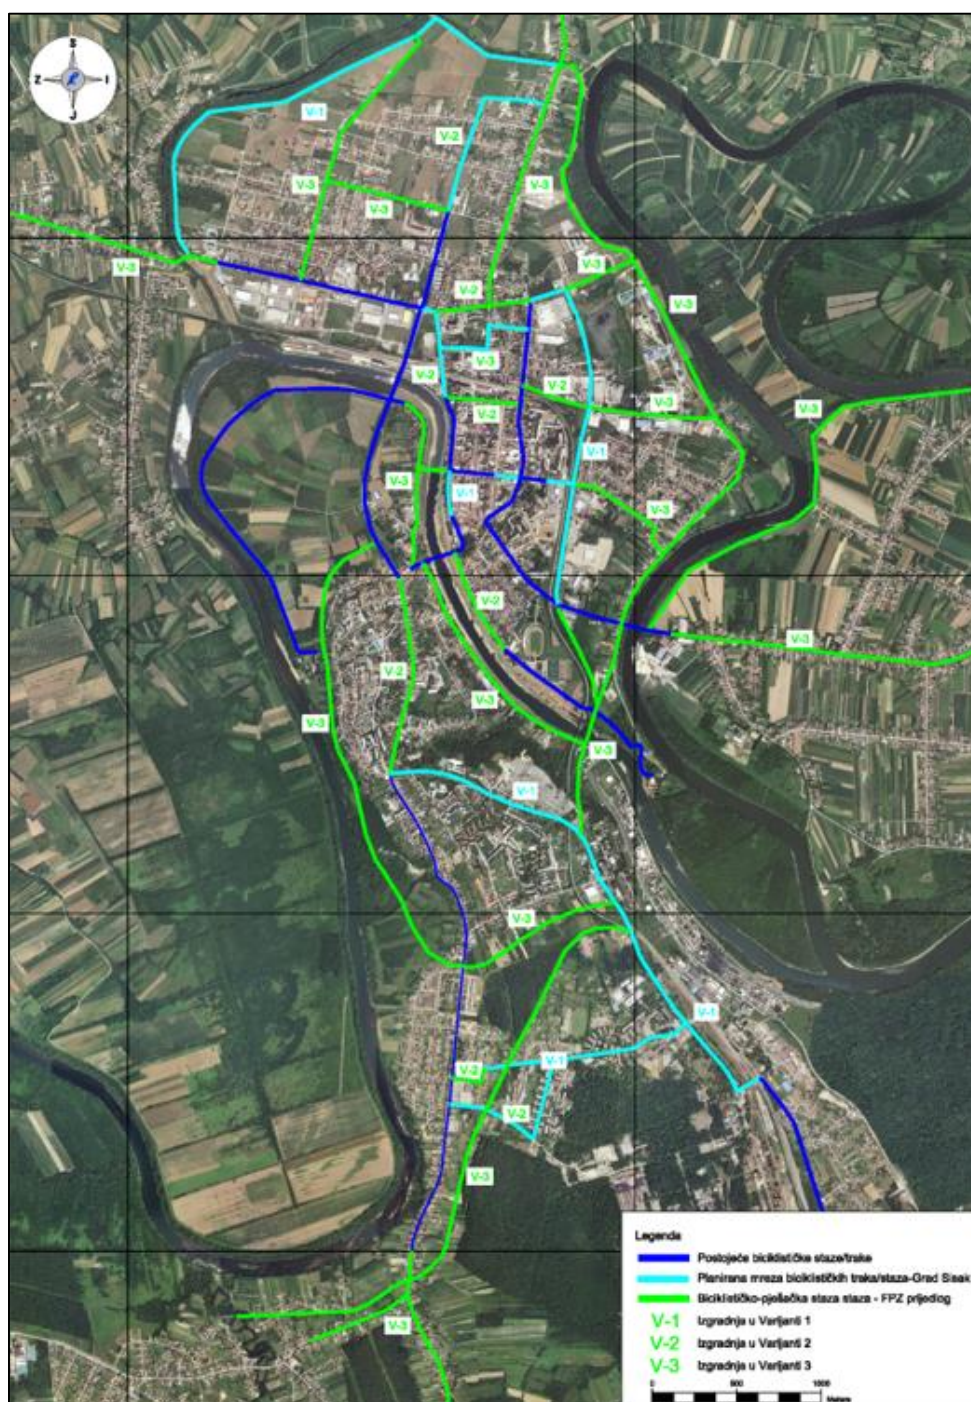 B
Z I
J
V-1
V-2
V-3
V-3
V-3
V-3
V-3
V-2
V-3
V-3
V-2
V-2
V-3
V-3
V-1
V-3
V-1
V-3
V-2
V-3
V-2
V-3
V-3
V-3
V-1
V-3
V-1
V-1
V-2
V-2
V-3
V-3
Legenda
Postojeće biciklističke staze/trake
Planirana mreza biciklističkih traka/staza-Grad Sisak
Biciklističko-pješačka staza staza - FPZ prijedlog
V-1 Izgradnja u Varijanti 1
V-2 Izgradnja u Varijanti 2
V-3 Izgradnja u Varijanti 3
0 500 1000
Meters